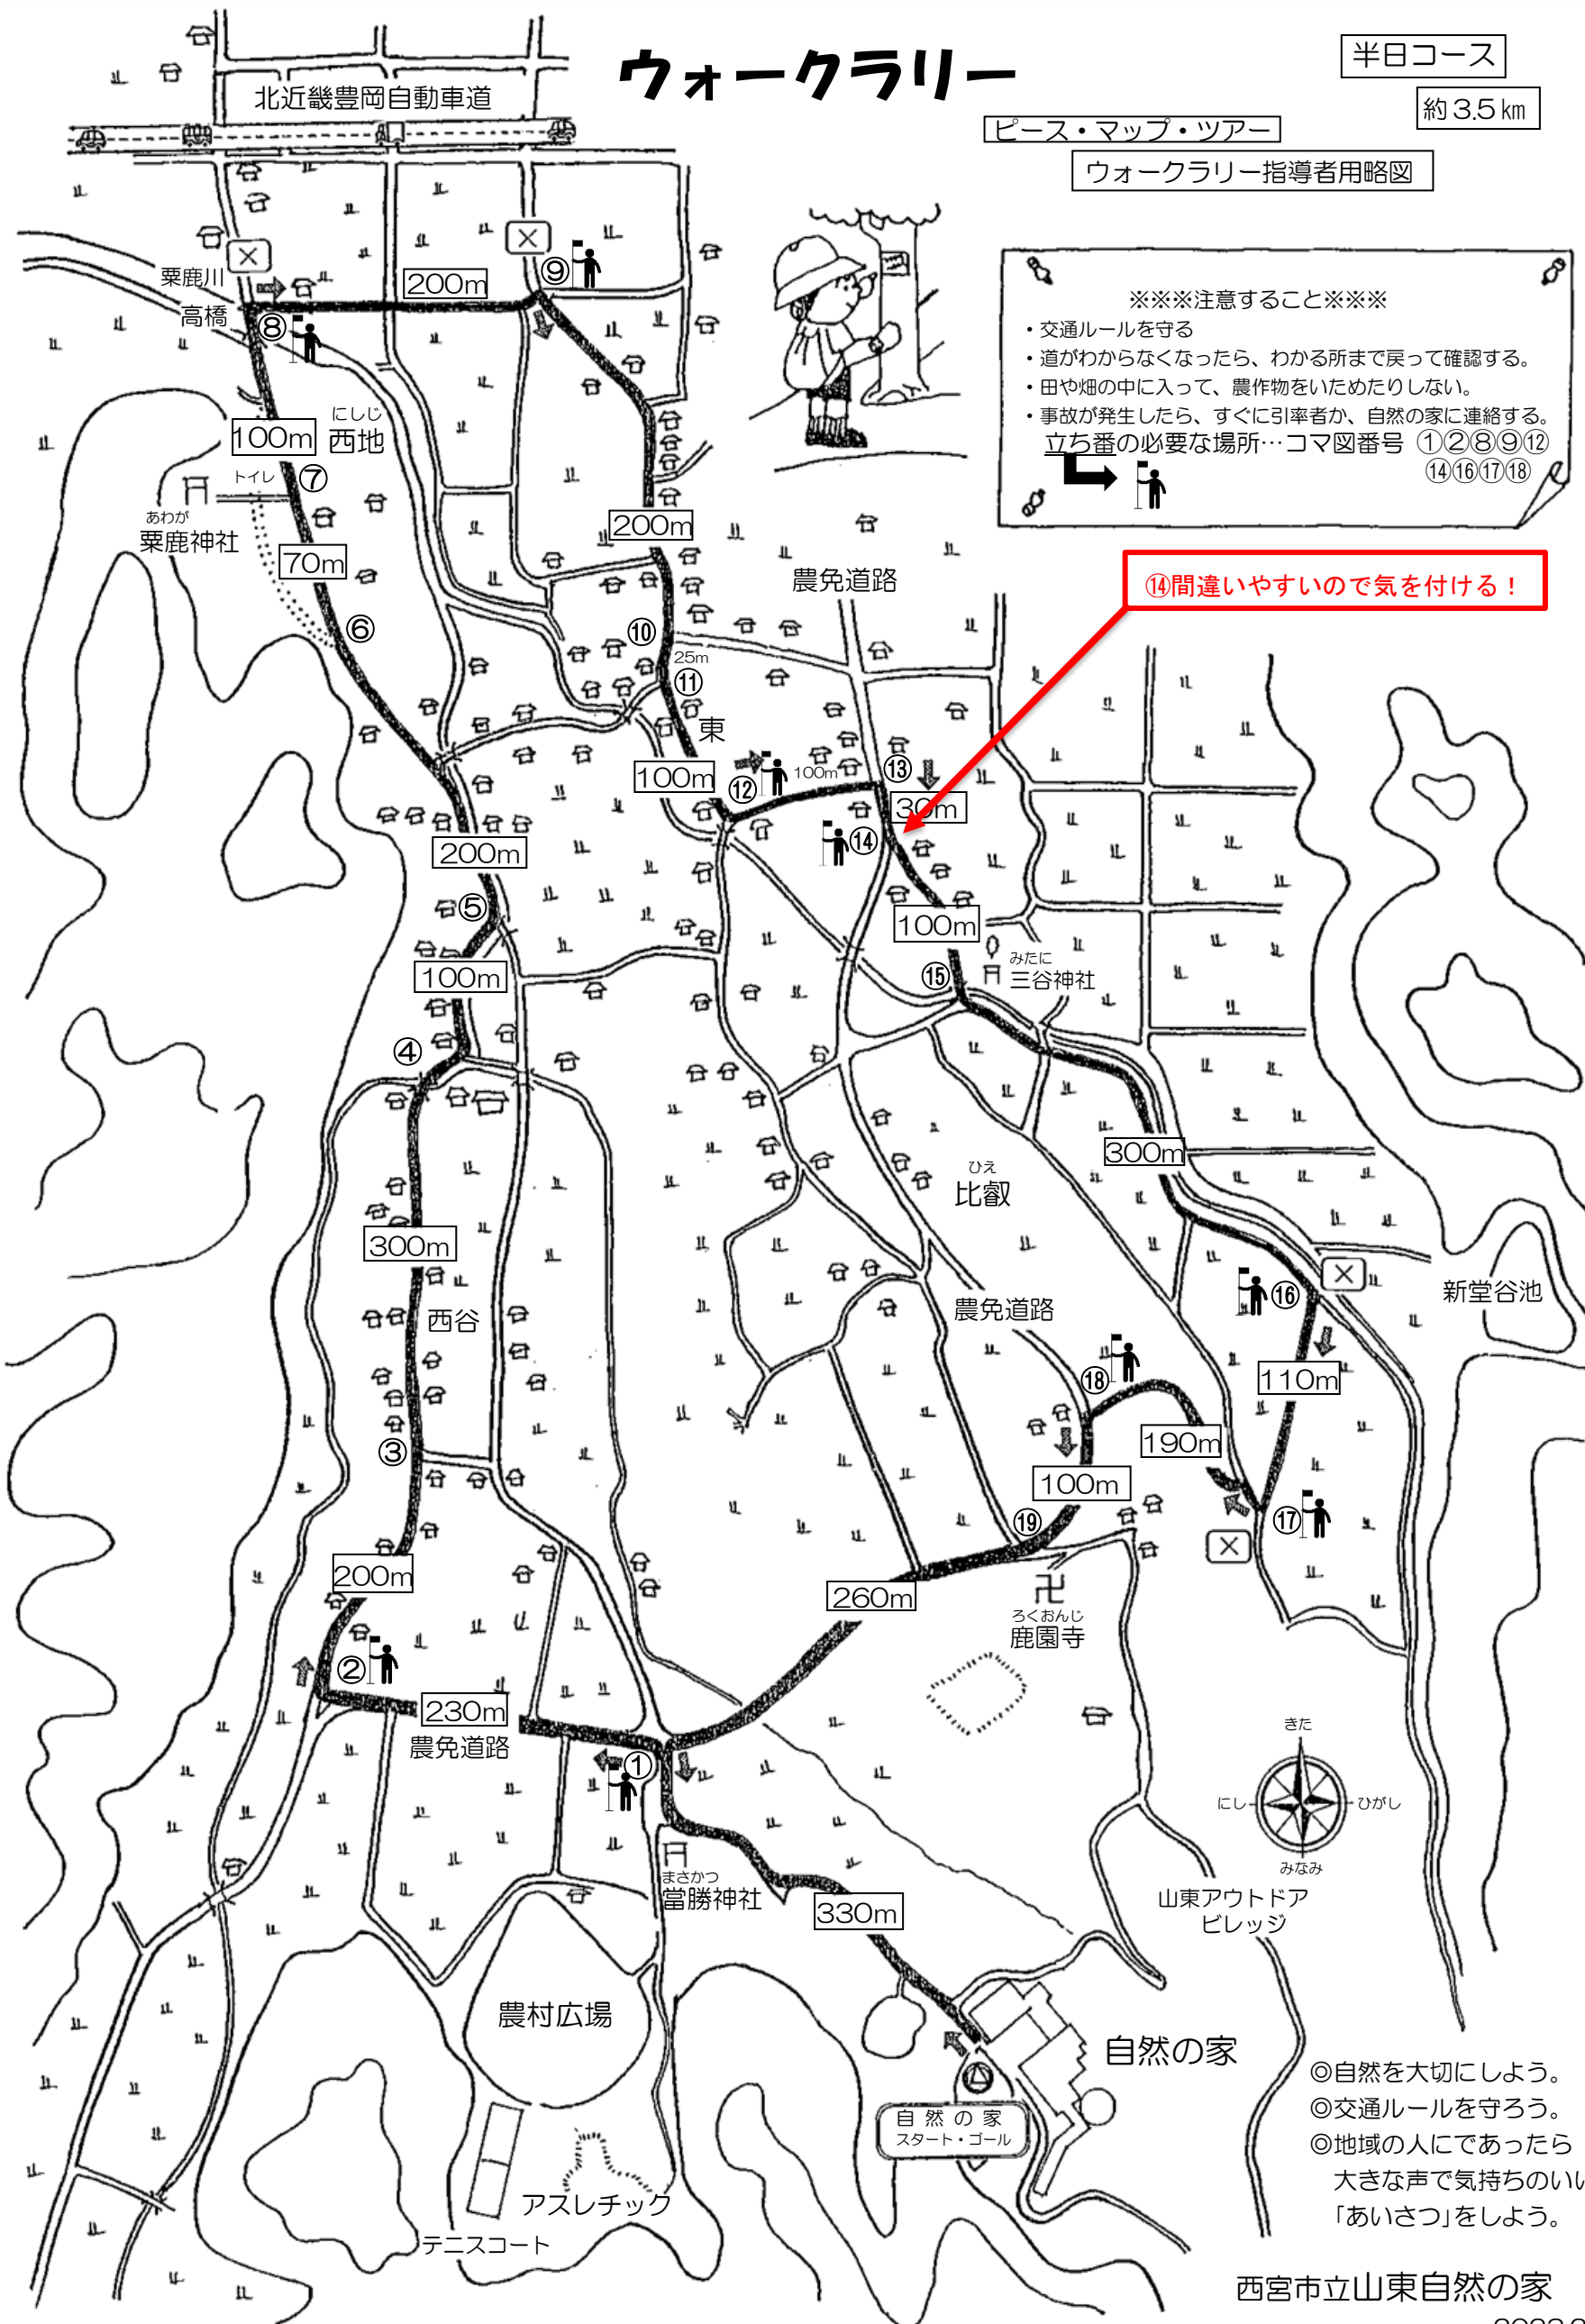 ウォークラリー
半日コース
約3.5㎞
ピース・マップ・ツアー
ウォークラリー指導者用略図
北近畿豊岡自動車道
※※※注意すること※※※
・交通ルールを守る
・道がわからなくなったら、わかる所まで戻って確認する。
・田や畑の中に入って、農作物をいためたりしない。
・事故が発生したら、すぐに引率者か、自然の家に連絡する。
立ち番の必要な場所…コマ図番号 ①②⑧⑨⑫
⑭⑯⑰⑱
⑭間違いやすいので気を付ける！
粟鹿川
高橋
⑧
200m
⑨
100m
にしじ
西地
⑦
トイレ
あわが
粟鹿神社
70m
⑥
200m
農免道路
⑩
25m
⑪
東
100m
⑫
100m
⑬
30m
⑭
200m
⑤
100m
100m
⑮
みたに
三谷神社
④
300m
ひえ
比叡
300m
西谷
農免道路
⑯
新堂谷池
110m
⑱
③
190m
100m
⑰
⑲
200m
260m
ろくおんじ
鹿園寺
②
230m
農免道路
①
きた
にし
ひがし
みなみ
まさかつ
當勝神社
330m
山東アウトドア
ビレッジ
農村広場
自然の家
自然の家
スタート・ゴール
アスレチック
テニスコート
◎自然を大切にしよう。
◎交通ルールを守ろう。
◎地域の人にであったら
大きな声で気持ちのいい
「あいさつ」をしよう。
西宮市立山東自然の家